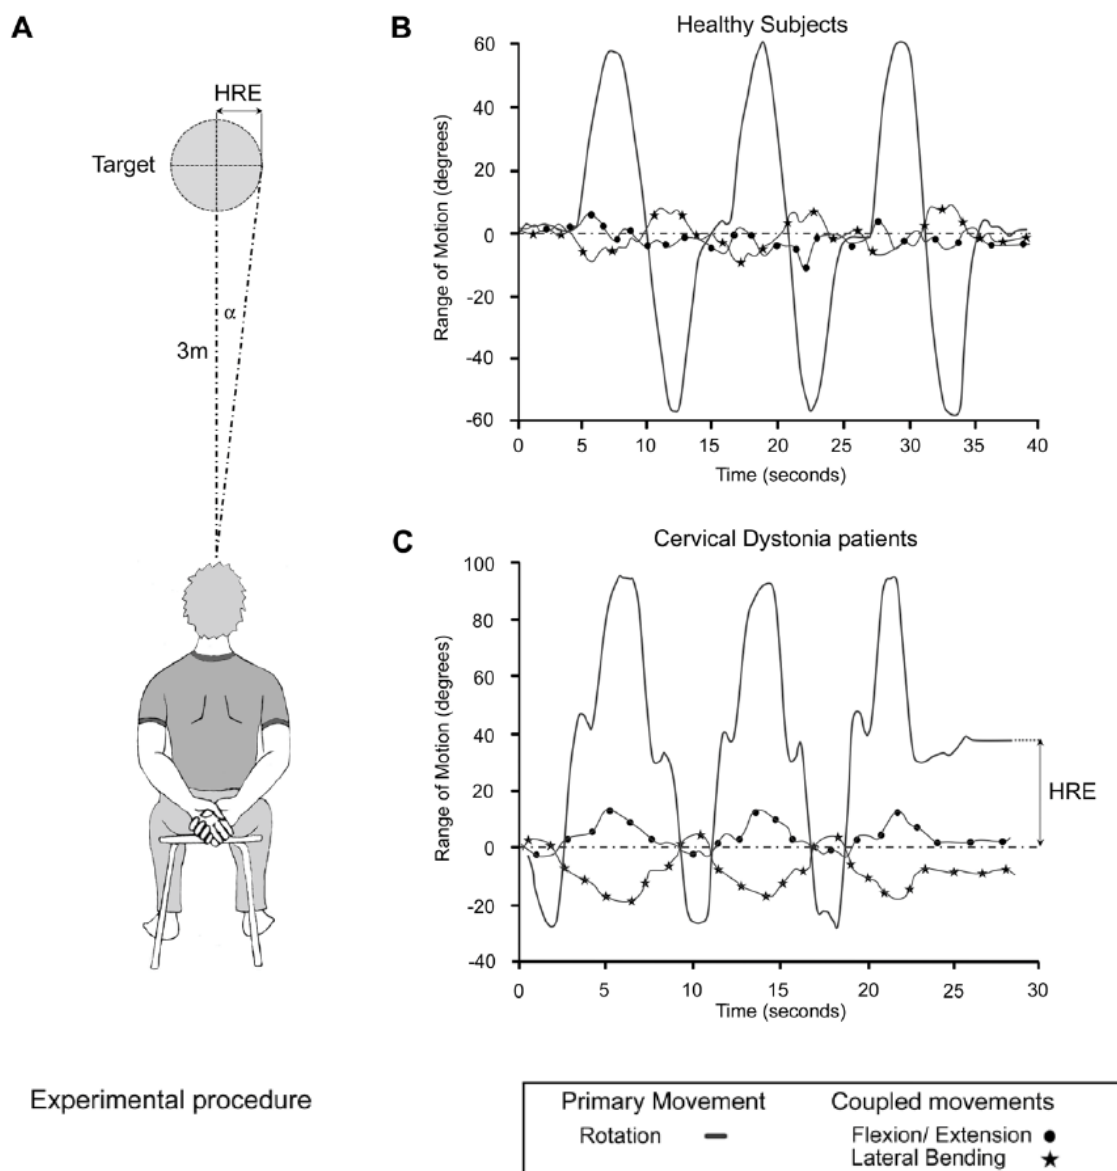 A
HRE
Target
α
3m
Experimental procedure
B
Healthy Subjects
Range of Motion (degrees)
60
40
20
0
-20
-40
-60
0 5 10 15 20 25 30 35 40
Time (seconds)
C
Cervical Dystonia patients
Range of Motion (degrees)
100
80
60
40
20
0
-20
-40
HRE
0 5 10 15 20 25 30
Time (seconds)
Primary Movement Coupled movements
Rotation Flexion/ Extension
Lateral Bending